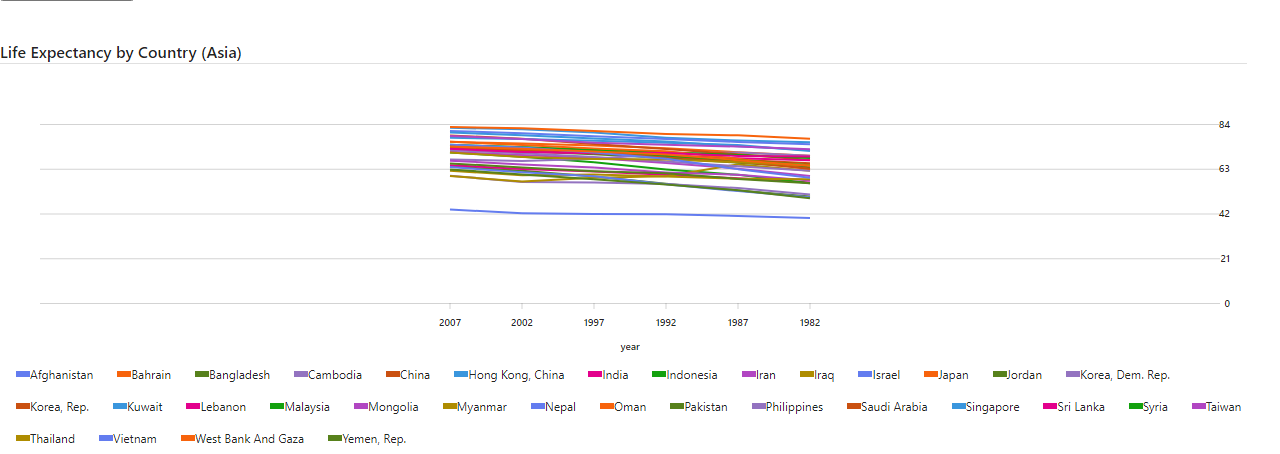 Life Expectancy by Country (Asia)
84
63
42
21
0
2007 2002 1997 1992 1987 1982
year
Afghanistan Bahrain Bangladesh Cambodia China Hong Kong, China India Indonesia Iran Iraq Israel Japan Jordan Korea, Dem. Rep.
Korea, Rep. Kuwait Lebanon Malaysia Mongolia Myanmar Nepal Oman Pakistan Philippines Saudi Arabia Singapore Sri Lanka Syria Taiwan
Thailand Vietnam West Bank And Gaza Yemen, Rep.